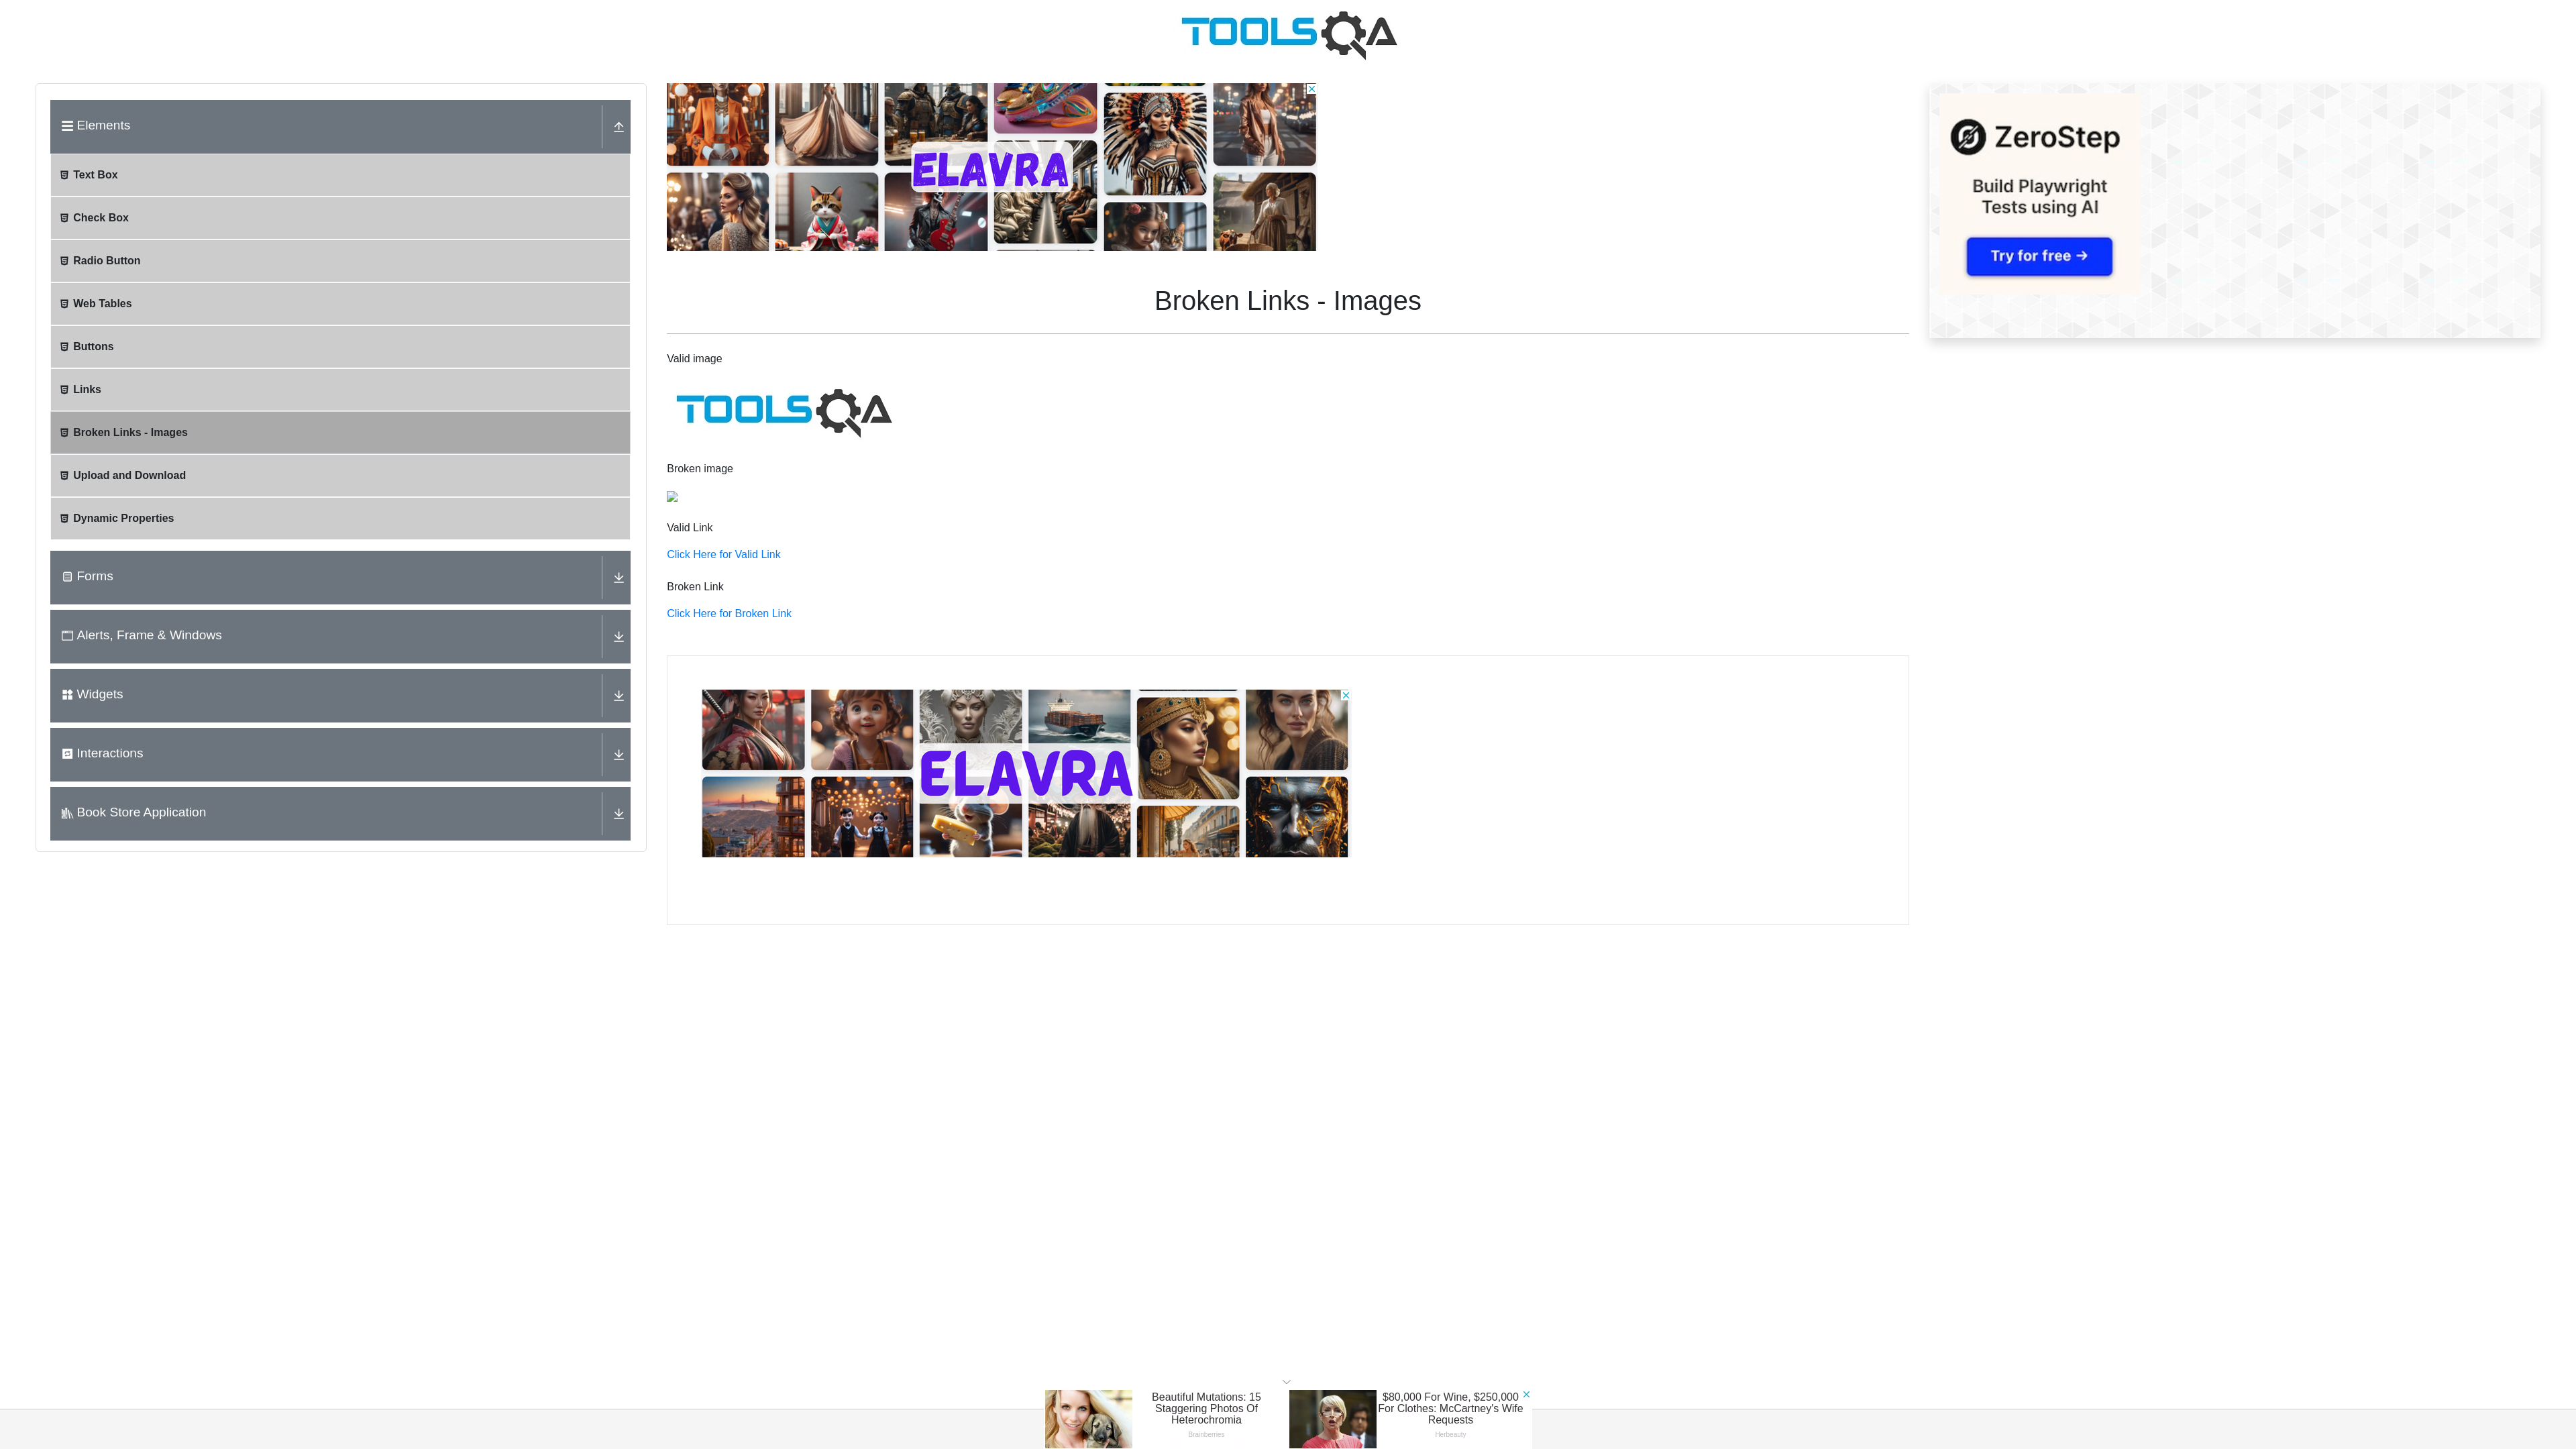 TOOLSQA
Elements
Text Box
Check Box
Radio Button
Web Tables
Buttons
Links
Broken Links - Images
Upload and Download
Dynamic Properties
Forms
Alerts, Frame & Windows
Widgets
Interactions
Book Store Application
ELAVRA
Broken Links - Images
Valid image
TOOLSQA
Broken image
Valid Link
Click Here for Valid Link
Broken Link
Click Here for Broken Link
ELAVRA
ZeroStep
Build Playwright
Tests using AI
Try for free →
Beautiful Mutations: 15
Staggering Photos Of
Heterochromia
Brainberries
$80,000 For Wine, $250,000
For Clothes: McCartney's Wife
Requests
Herbeauty